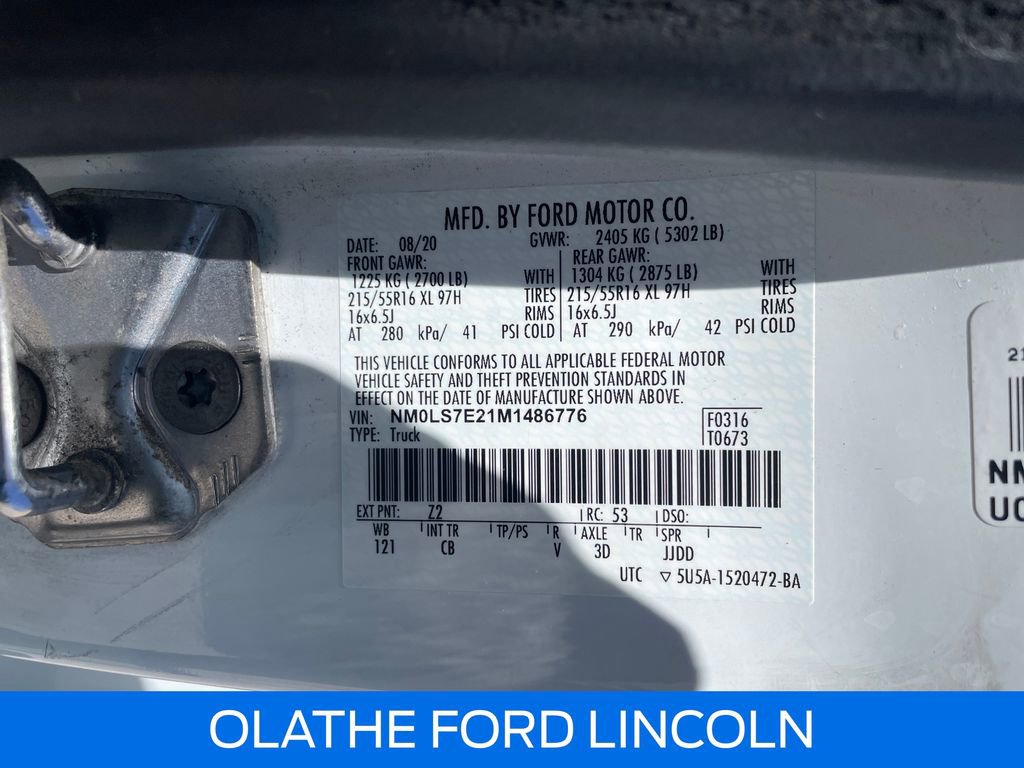 MFD. BY FORD MOTOR CO.
DATE: 08/20 GVWR: 2405 KG ( 5302 LB)
FRONT GAWR: REAR GAWR:
1225 KG ( 2700 LB) WITH 1304 KG ( 2875 LB) WITH
215/55R16 XL 97H TIRES 215/55R16 XL 97H TIRES
16x6.5J RIMS 16x6.5J RIMS
AT 280 kPa/ 41 PSI COLD AT 290 kPa/ 42 PSI COLD
THIS VEHICLE CONFORMS TO ALL APPLICABLE FEDERAL MOTOR
VEHICLE SAFETY AND THEFT PREVENTION STANDARDS IN
EFFECT ON THE DATE OF MANUFACTURE SHOWN ABOVE.
VIN: NM0LS7E21M1486776 F0316
TYPE: Truck T0673
EXT PNT: Z2 RC: 53 DSO:
WB INT TR TP/PS R AXLE TR SPR
121 CB V 3D JJDD
UTC ▽ 5U5A-1520472-BA
21
NM
UC
OLATHE FORD LINCOLN